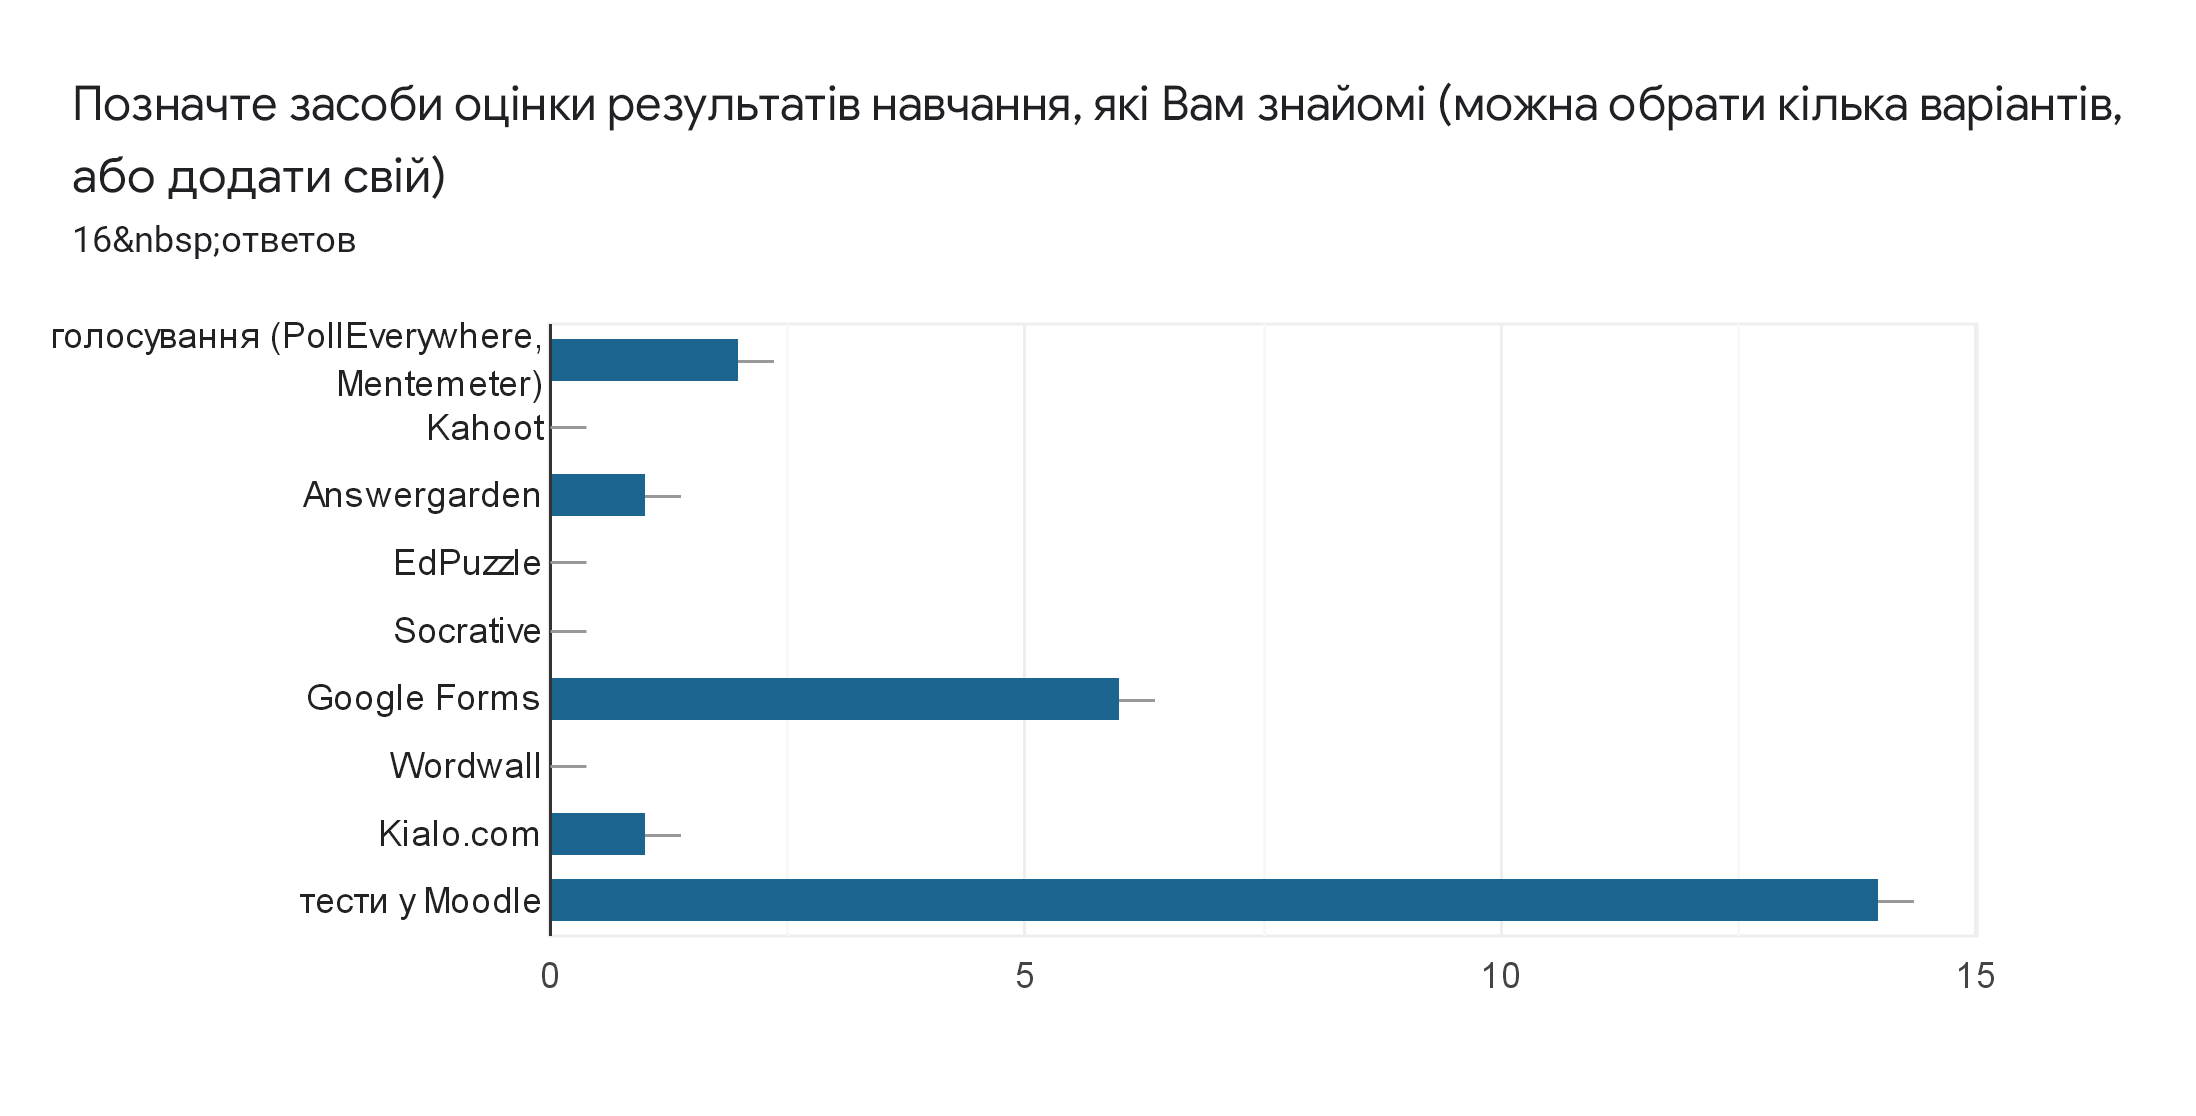 Позначте засоби оцінки результатів навчання, які Вам знайомі (можна обрати кілька варіантів,
або додати свій)
16&nbsp;ответов
голосування (PollEverywhere,
Mentemeter)
Kahoot
Answergarden
EdPuzzle
Socrative
Google Forms
Wordwall
Kialo.com
тести у Moodle
0 5 10 15